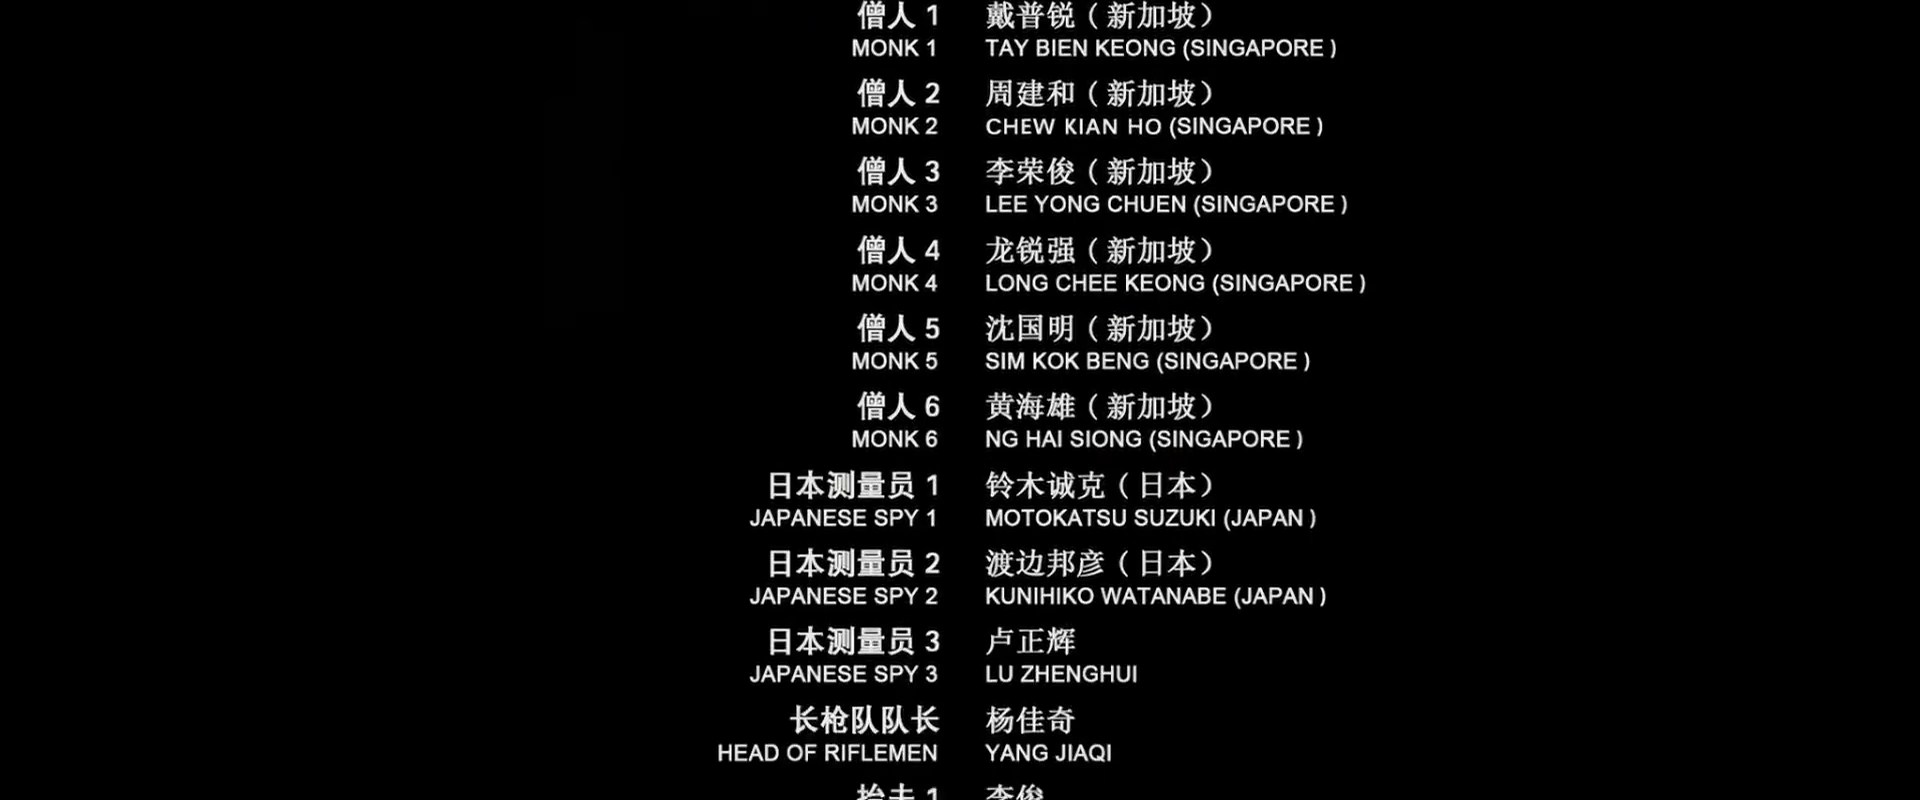 僧人 1 戴普锐（新加坡）
MONK 1 TAY BIEN KEONG (SINGAPORE )
僧人 2 周建和（新加坡）
MONK 2 CHEW KIAN HO (SINGAPORE )
僧人 3 李荣俊（新加坡）
MONK 3 LEE YONG CHUEN (SINGAPORE )
僧人 4 龙锐强（新加坡）
MONK 4 LONG CHEE KEONG (SINGAPORE )
僧人 5 沈国明（新加坡）
MONK 5 SIM KOK BENG (SINGAPORE )
僧人 6 黄海雄（新加坡）
MONK 6 NG HAI SIONG (SINGAPORE )
日本测量员 1 铃木诚克（日本）
JAPANESE SPY 1 MOTOKATSU SUZUKI (JAPAN )
日本测量员 2 渡边邦彦（日本）
JAPANESE SPY 2 KUNIHIKO WATANABE (JAPAN )
日本测量员 3 卢正辉
JAPANESE SPY 3 LU ZHENGHUI
长枪队队长 杨佳奇
HEAD OF RIFLEMEN YANG JIAQI
抬夫 1 李俊